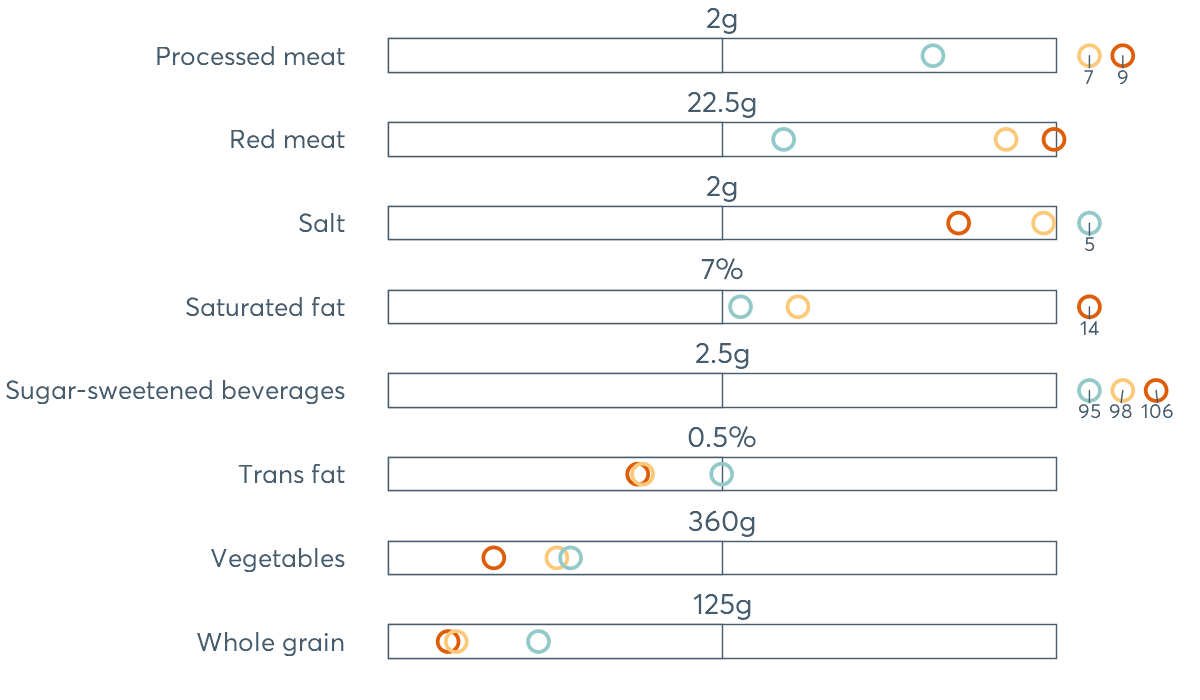 2g
Processed meat
7 9
22.5g
Red meat
2g
Salt
5
7%
Saturated fat
14
2.5g
Sugar-sweetened beverages
95 98 106
0.5%
Trans fat
360g
Vegetables
125g
Whole grain